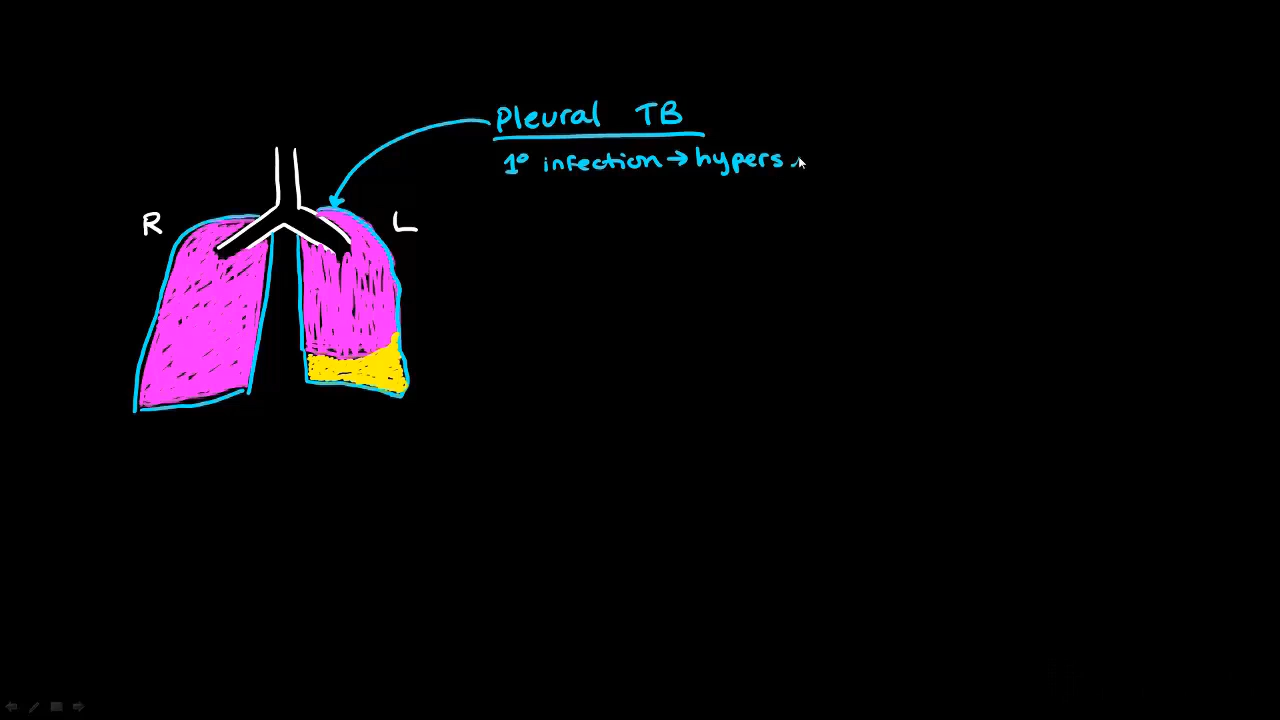 Pleural TB
1° infection → hypers
R
L